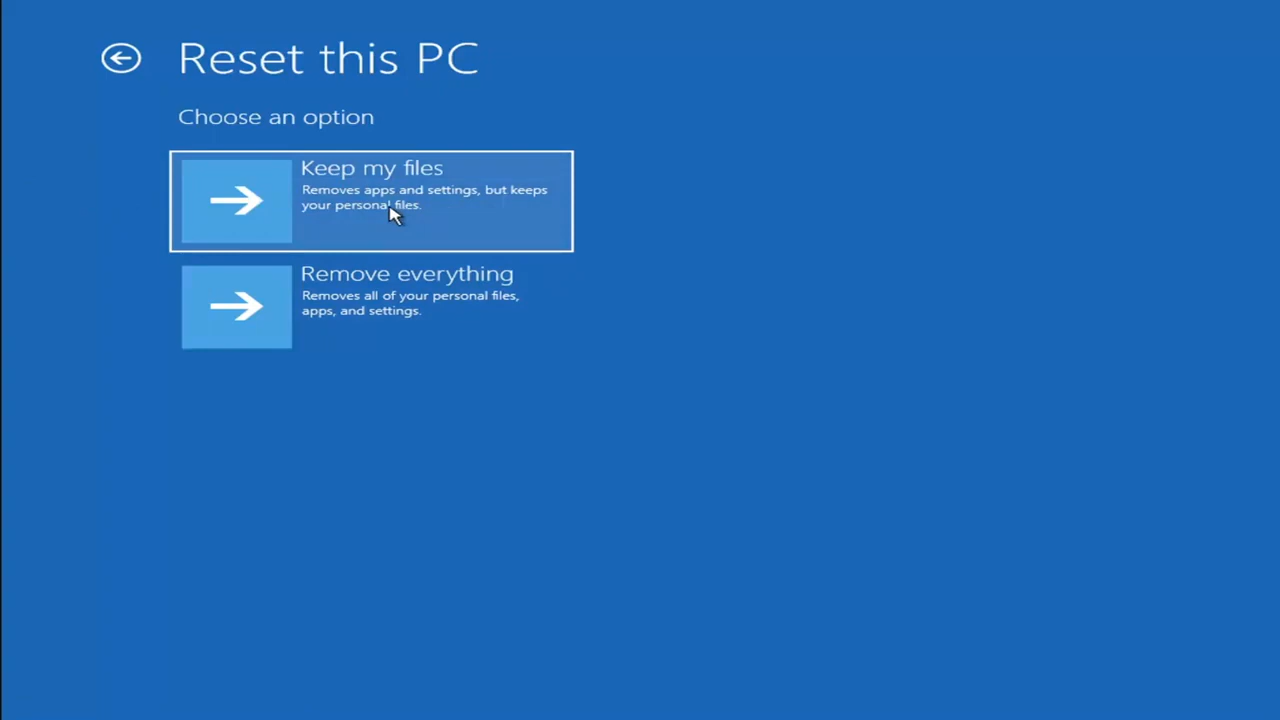 Reset this PC
Choose an option
Keep my files
Removes apps and settings, but keeps
your personal files.
Remove everything
Removes all of your personal files,
apps, and settings.